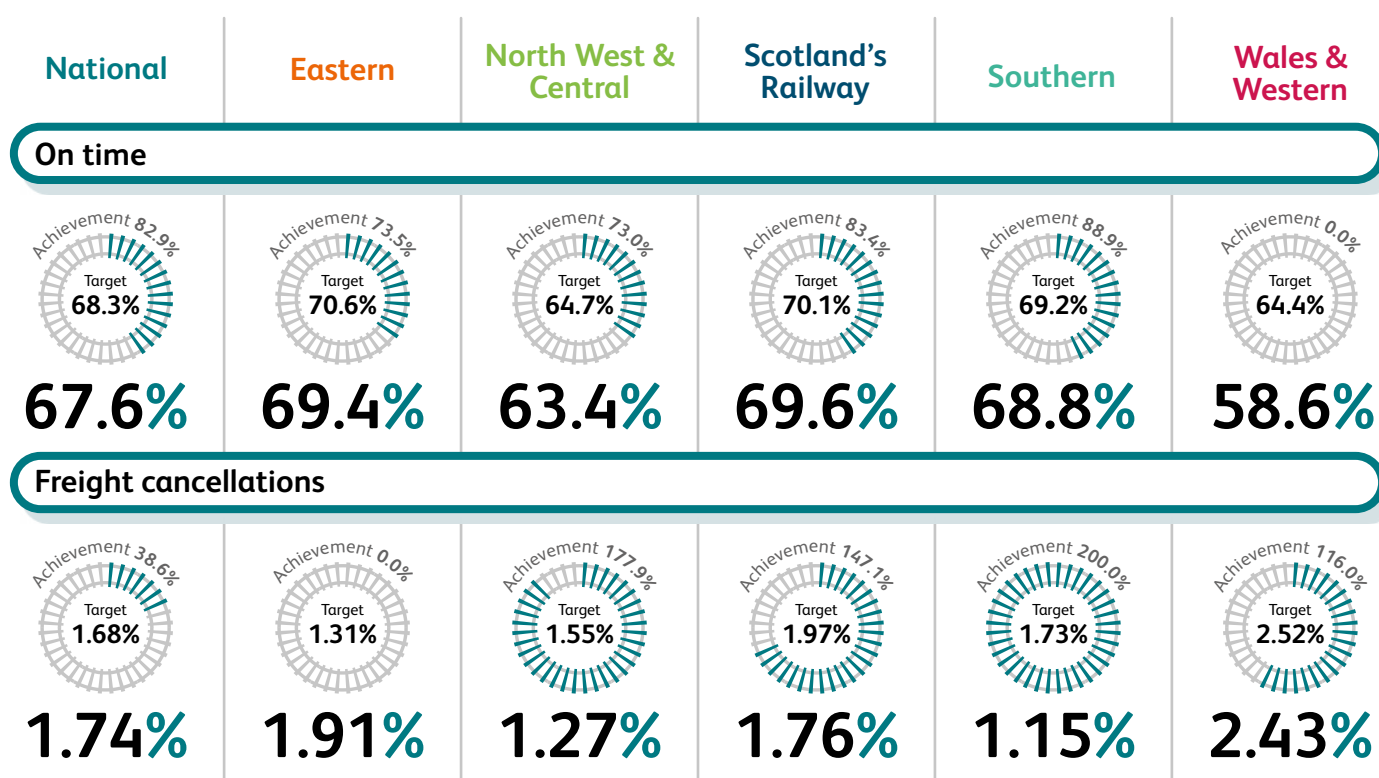 National
Eastern
North West &
Central
Scotland's
Railway
Southern
Wales &
Western
On time
Achievement 82.9%
Target
68.3%
67.6%
Achievement 73.5%
Target
70.6%
69.4%
Achievement 73.0%
Target
64.7%
63.4%
Achievement 83.4%
Target
70.1%
69.6%
Achievement 88.9%
Target
69.2%
68.8%
Achievement 0.0%
Target
64.4%
58.6%
Freight cancellations
Achievement 38.6%
Target
1.68%
1.74%
Achievement 0.0%
Target
1.31%
1.91%
Achievement 177.9%
Target
1.55%
1.27%
Achievement 147.1%
Target
1.97%
1.76%
Achievement 200.0%
Target
1.73%
1.15%
Achievement 116.0%
Target
2.52%
2.43%